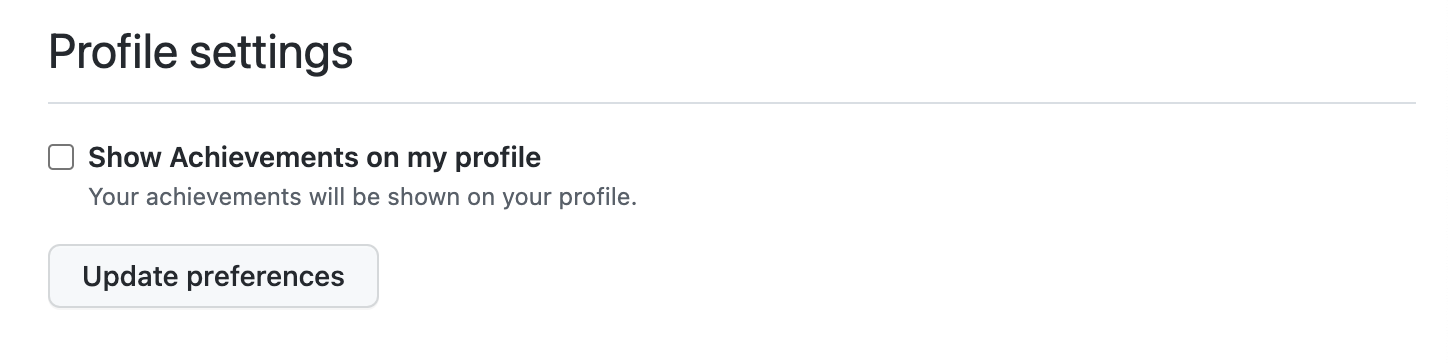 Profile settings
Show Achievements on my profile
Your achievements will be shown on your profile.
Update preferences